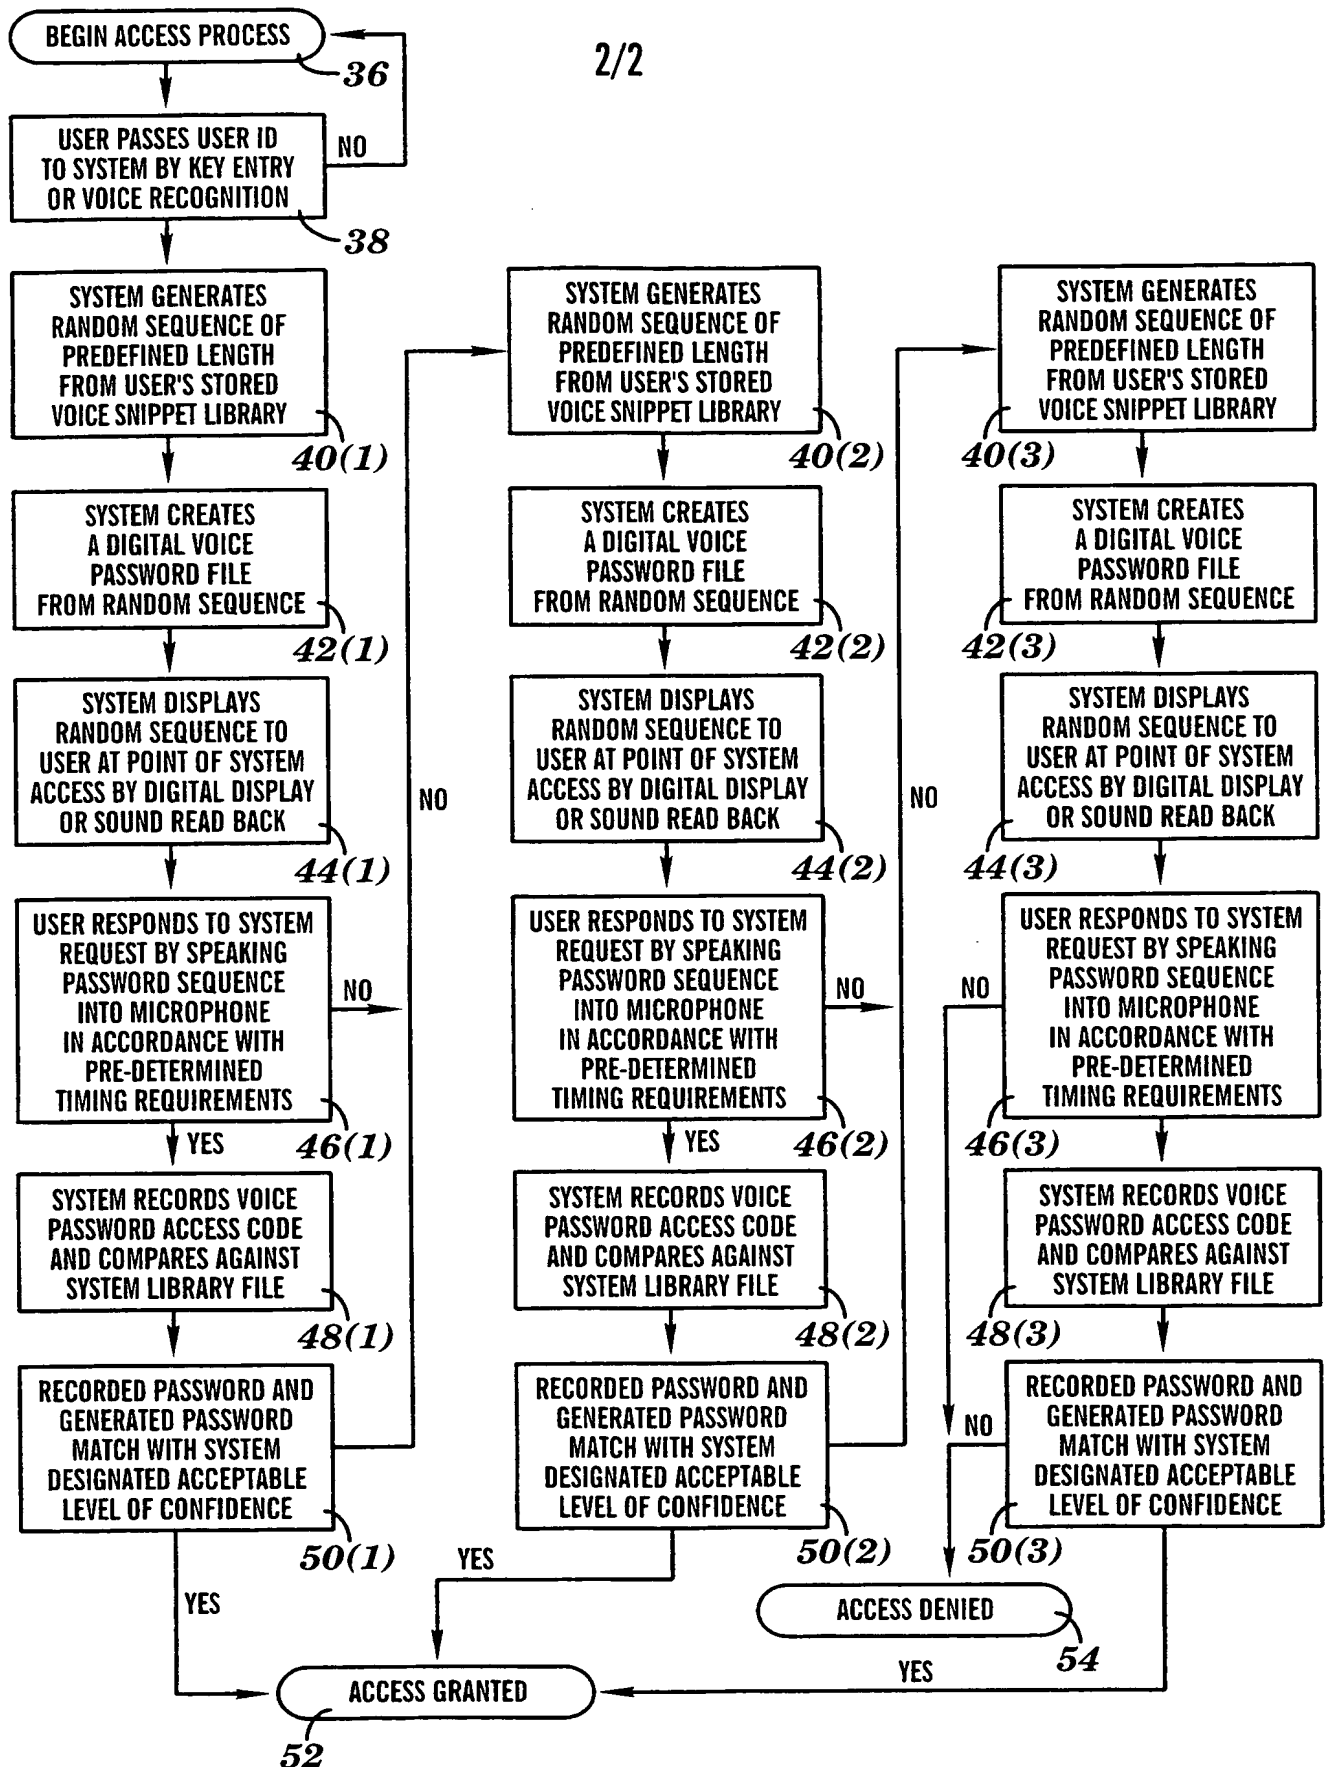 BEGIN ACCESS PROCESS
36
2/2
USER PASSES USER ID
TO SYSTEM BY KEY ENTRY
OR VOICE RECOGNITION
NO
38
SYSTEM GENERATES
RANDOM SEQUENCE OF
PREDEFINED LENGTH
FROM USER'S STORED
VOICE SNIPPET LIBRARY
40(1)
SYSTEM CREATES
A DIGITAL VOICE
PASSWORD FILE
FROM RANDOM SEQUENCE
42(1)
SYSTEM DISPLAYS
RANDOM SEQUENCE TO
USER AT POINT OF SYSTEM
ACCESS BY DIGITAL DISPLAY
OR SOUND READ BACK
44(1)
NO
USER RESPONDS TO SYSTEM
REQUEST BY SPEAKING
PASSWORD SEQUENCE
INTO MICROPHONE
IN ACCORDANCE WITH
PRE-DETERMINED
TIMING REQUIREMENTS
NO
46(1)
YES
SYSTEM RECORDS VOICE
PASSWORD ACCESS CODE
AND COMPARES AGAINST
SYSTEM LIBRARY FILE
48(1)
RECORDED PASSWORD AND
GENERATED PASSWORD
MATCH WITH SYSTEM
DESIGNATED ACCEPTABLE
LEVEL OF CONFIDENCE
50(1)
YES
SYSTEM GENERATES
RANDOM SEQUENCE OF
PREDEFINED LENGTH
FROM USER'S STORED
VOICE SNIPPET LIBRARY
40(2)
SYSTEM CREATES
A DIGITAL VOICE
PASSWORD FILE
FROM RANDOM SEQUENCE
42(2)
SYSTEM DISPLAYS
RANDOM SEQUENCE TO
USER AT POINT OF SYSTEM
ACCESS BY DIGITAL DISPLAY
OR SOUND READ BACK
44(2)
NO
USER RESPONDS TO SYSTEM
REQUEST BY SPEAKING
PASSWORD SEQUENCE
INTO MICROPHONE
IN ACCORDANCE WITH
PRE-DETERMINED
TIMING REQUIREMENTS
NO
46(2)
YES
SYSTEM RECORDS VOICE
PASSWORD ACCESS CODE
AND COMPARES AGAINST
SYSTEM LIBRARY FILE
48(2)
RECORDED PASSWORD AND
GENERATED PASSWORD
MATCH WITH SYSTEM
DESIGNATED ACCEPTABLE
LEVEL OF CONFIDENCE
50(2)
YES
SYSTEM GENERATES
RANDOM SEQUENCE OF
PREDEFINED LENGTH
FROM USER'S STORED
VOICE SNIPPET LIBRARY
40(3)
SYSTEM CREATES
A DIGITAL VOICE
PASSWORD FILE
FROM RANDOM SEQUENCE
42(3)
SYSTEM DISPLAYS
RANDOM SEQUENCE TO
USER AT POINT OF SYSTEM
ACCESS BY DIGITAL DISPLAY
OR SOUND READ BACK
44(3)
USER RESPONDS TO SYSTEM
REQUEST BY SPEAKING
PASSWORD SEQUENCE
INTO MICROPHONE
IN ACCORDANCE WITH
PRE-DETERMINED
TIMING REQUIREMENTS
NO
46(3)
SYSTEM RECORDS VOICE
PASSWORD ACCESS CODE
AND COMPARES AGAINST
SYSTEM LIBRARY FILE
48(3)
RECORDED PASSWORD AND
GENERATED PASSWORD
MATCH WITH SYSTEM
DESIGNATED ACCEPTABLE
LEVEL OF CONFIDENCE
NO
50(3)
ACCESS DENIED
54
YES
ACCESS GRANTED
52